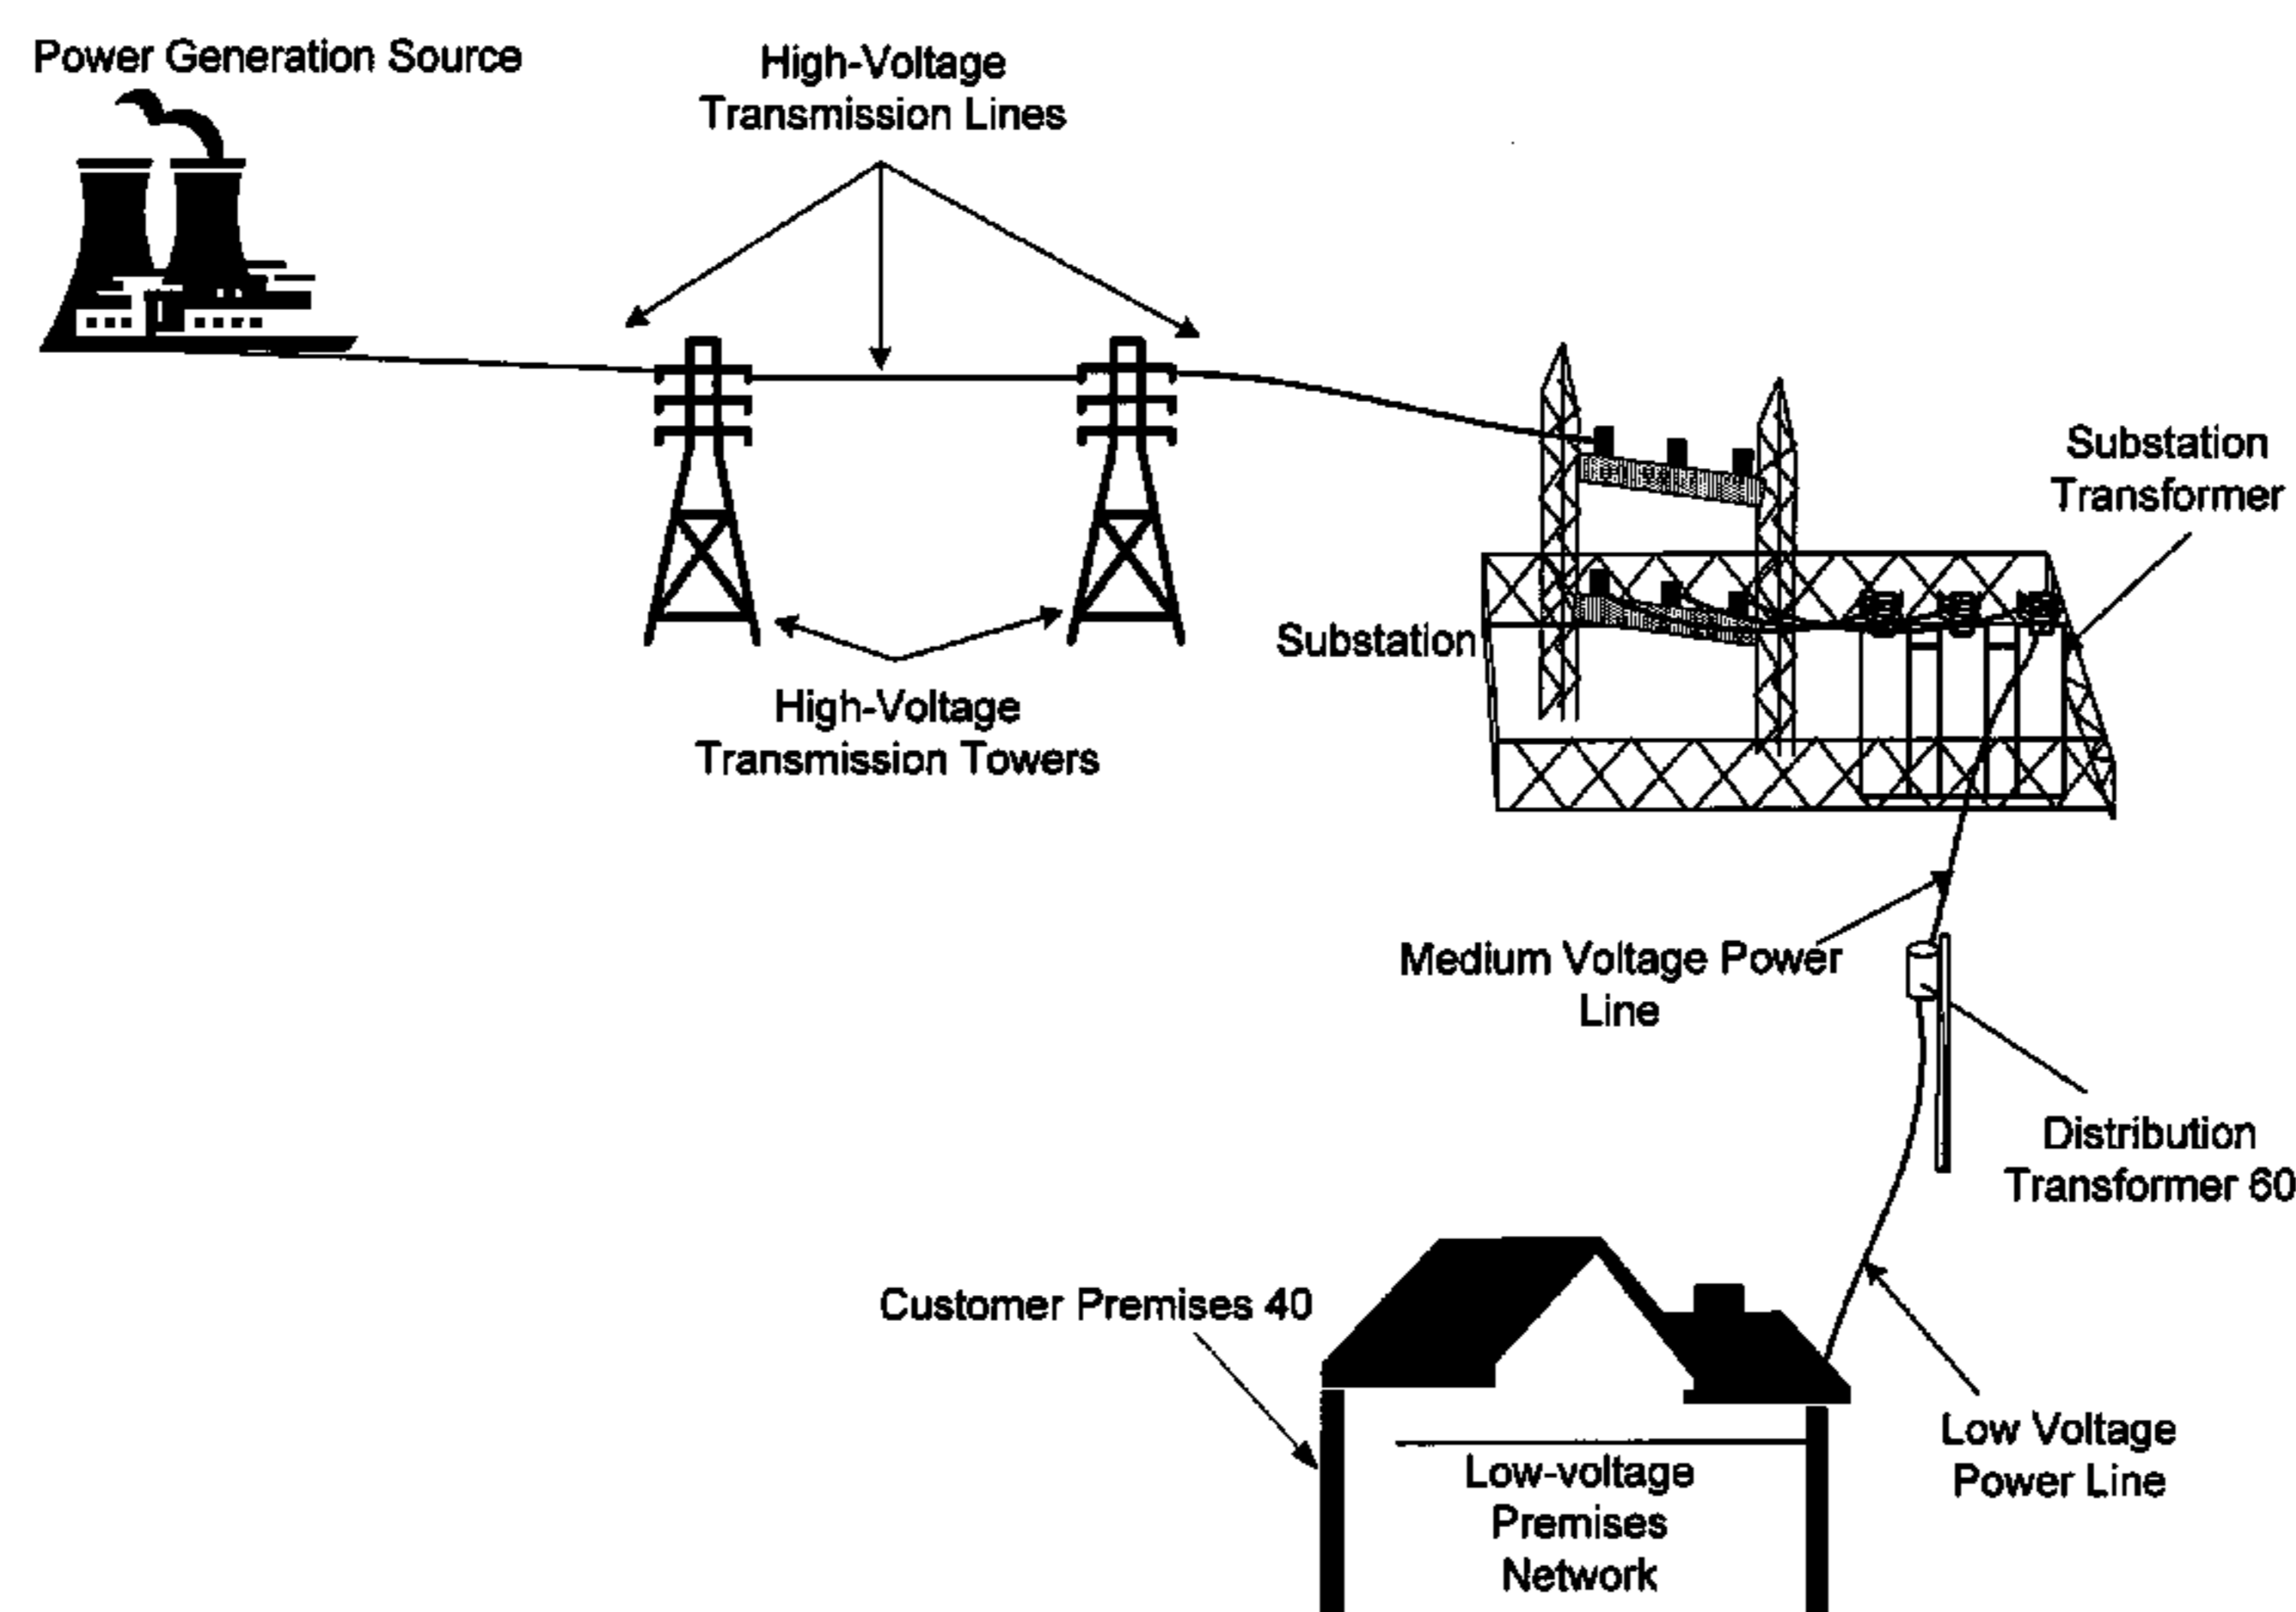 Power Generation Source
High-Voltage
Transmission Lines
Substation
Transformer
Substation
High-Voltage
Transmission Towers
Medium Voltage Power
Line
Distribution
Transformer 60
Customer Premises 40
Low Voltage
Power Line
Low-voltage
Premises
Network